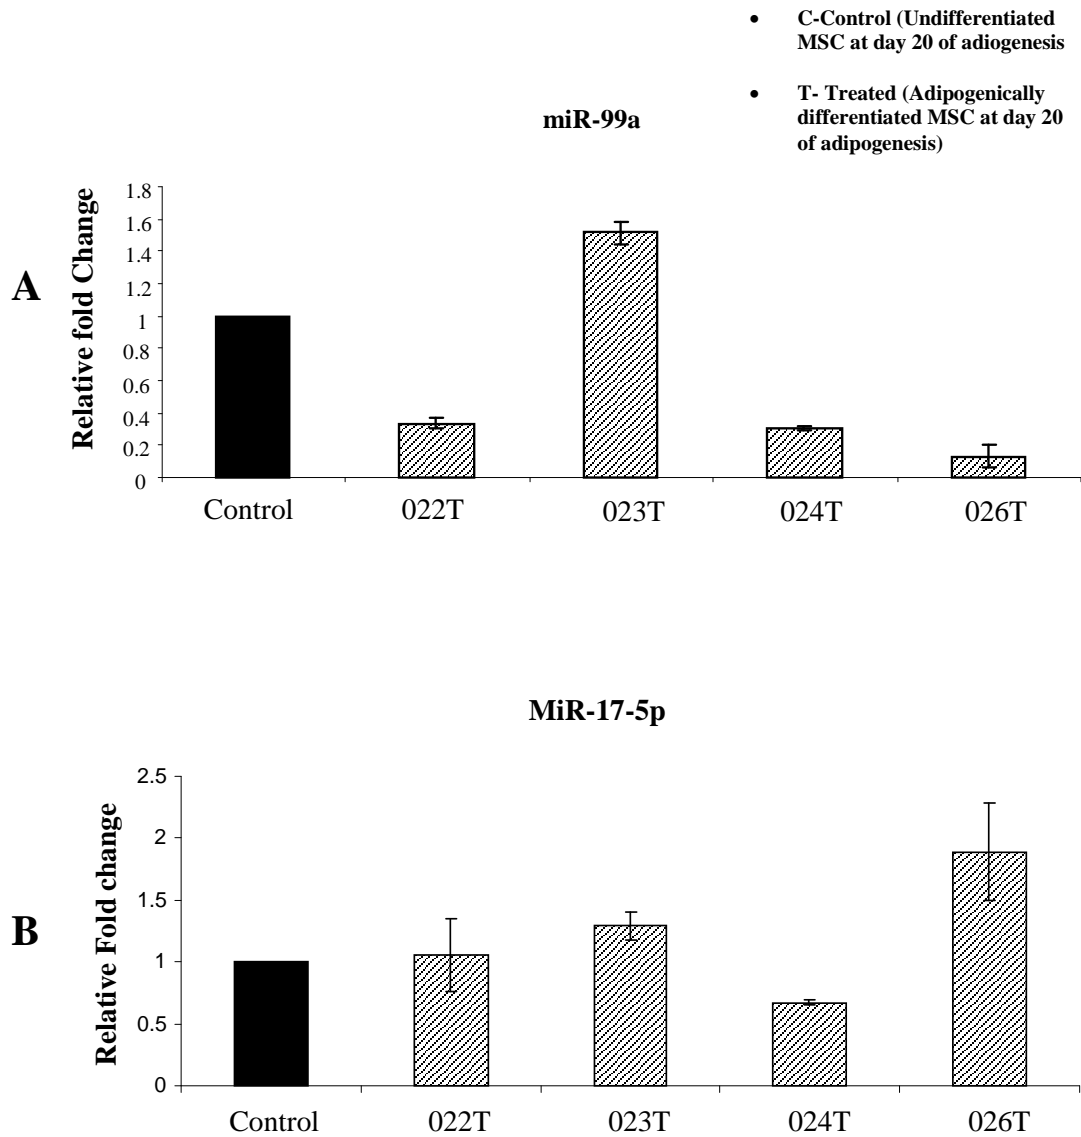 • C-Control (Undifferentiated
MSC at day 20 of adiogenesis
• T- Treated (Adipogenically
differentiated MSC at day 20
of adipogenesis)
miR-99a
A
Relative fold Change
1.8
1.6
1.4
1.2
1
0.8
0.6
0.4
0.2
0
Control 022T 023T 024T 026T
MiR-17-5p
B
Relative Fold change
2.5
2
1.5
1
0.5
0
Control 022T 023T 024T 026T